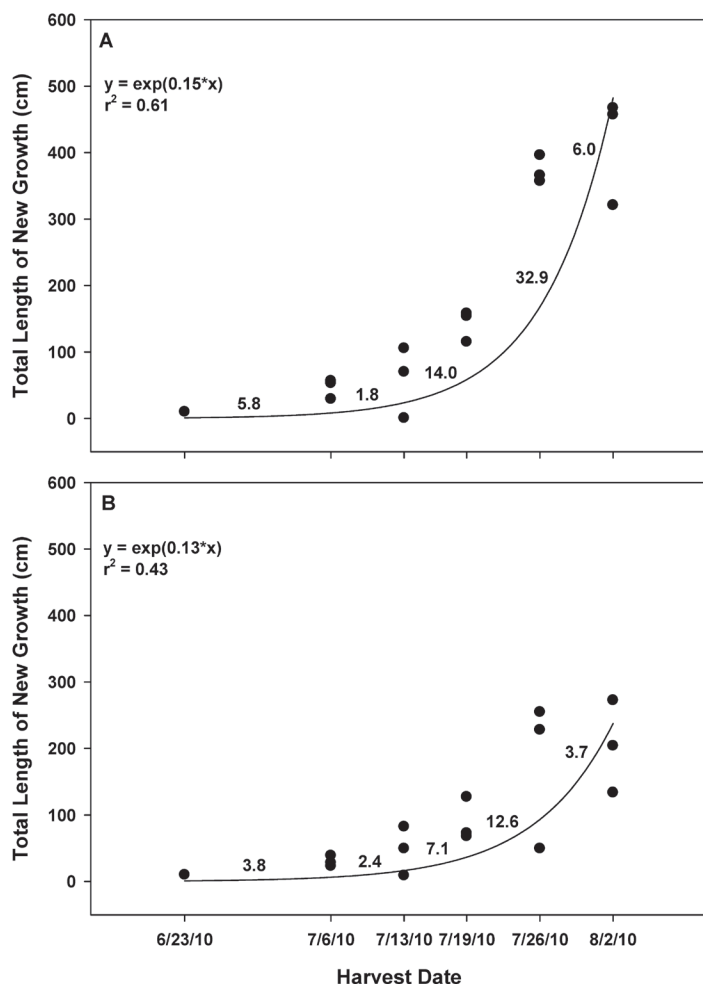 A
y = exp(0.15*x)
r² = 0.61
Total Length of New Growth (cm)
600
500
400
300
200
100
0
5.8
1.8
14.0
32.9
6.0
B
y = exp(0.13*x)
r² = 0.43
Total Length of New Growth (cm)
600
500
400
300
200
100
0
3.8
2.4
7.1
12.6
3.7
6/23/10 7/6/10 7/13/10 7/19/10 7/26/10 8/2/10
Harvest Date